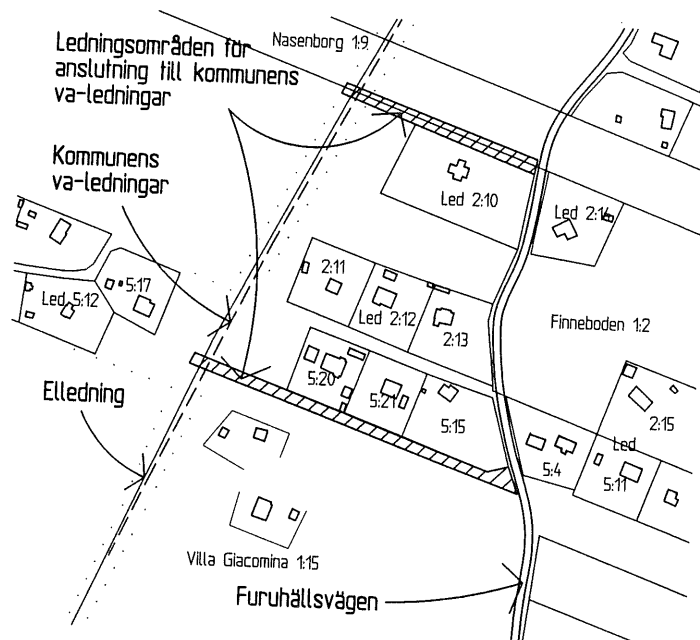 Ledningsområden för
anslutning till kommunens
va-ledningar
Nasenborg 1:9
Kommunens
va-ledningar
Led 2:10
Led 2:14
2:11
Led 2:12
2:13
Finneboden 1:2
5:17
Led 5:12
5:20
5:21
5:15
Elledning
2:15
Led
5:4
5:11
Villa Giacomina 1:15
Furuhällsvägen